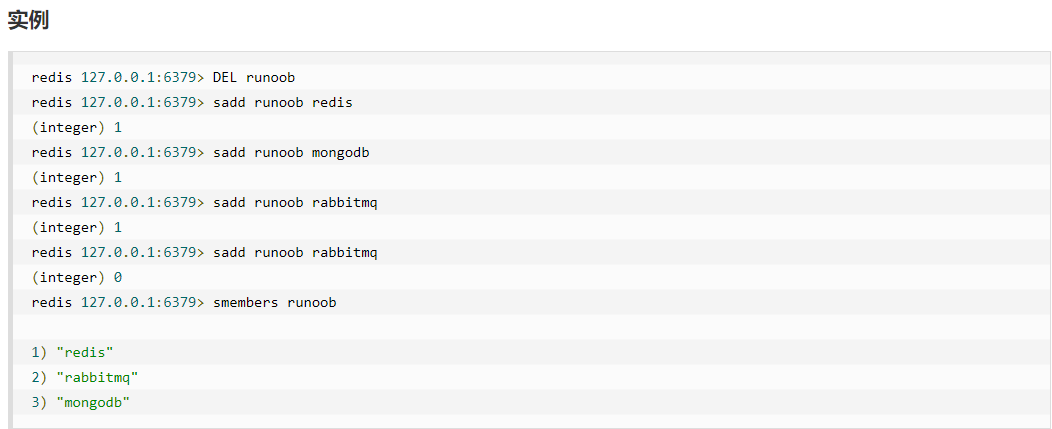 实例
redis 127.0.0.1:6379> DEL runoob
redis 127.0.0.1:6379> sadd runoob redis
(integer) 1
redis 127.0.0.1:6379> sadd runoob mongodb
(integer) 1
redis 127.0.0.1:6379> sadd runoob rabbitmq
(integer) 1
redis 127.0.0.1:6379> sadd runoob rabbitmq
(integer) 0
redis 127.0.0.1:6379> smembers runoob
1) "redis"
2) "rabbitmq"
3) "mongodb"